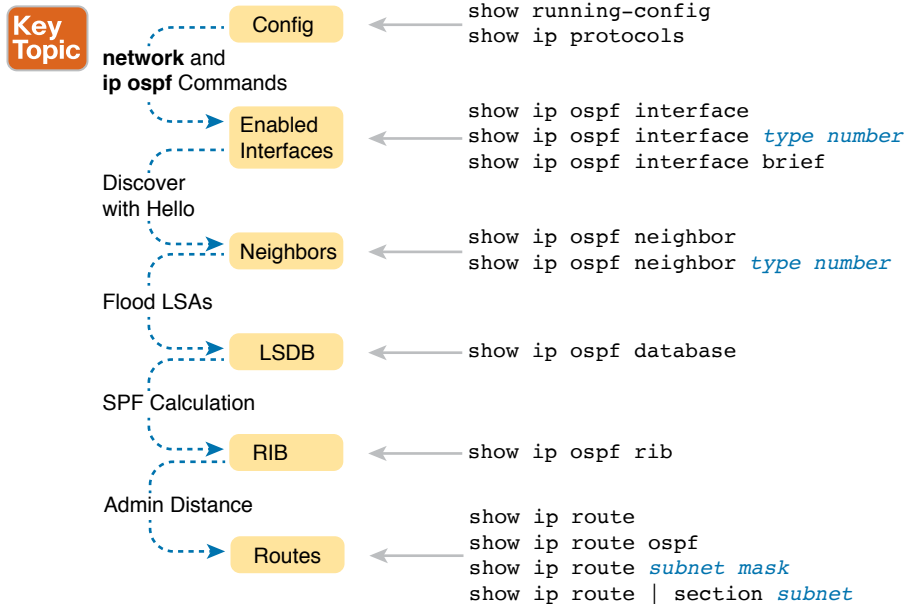 Key
Topic
Config
show running-config
show ip protocols
network and
ip ospf Commands
Enabled
Interfaces
show ip ospf interface
show ip ospf interface type number
show ip ospf interface brief
Discover
with Hello
Neighbors
show ip ospf neighbor
show ip ospf neighbor type number
Flood LSAs
LSDB
show ip ospf database
SPF Calculation
RIB
show ip ospf rib
Admin Distance
Routes
show ip route
show ip route ospf
show ip route subnet mask
show ip route | section subnet